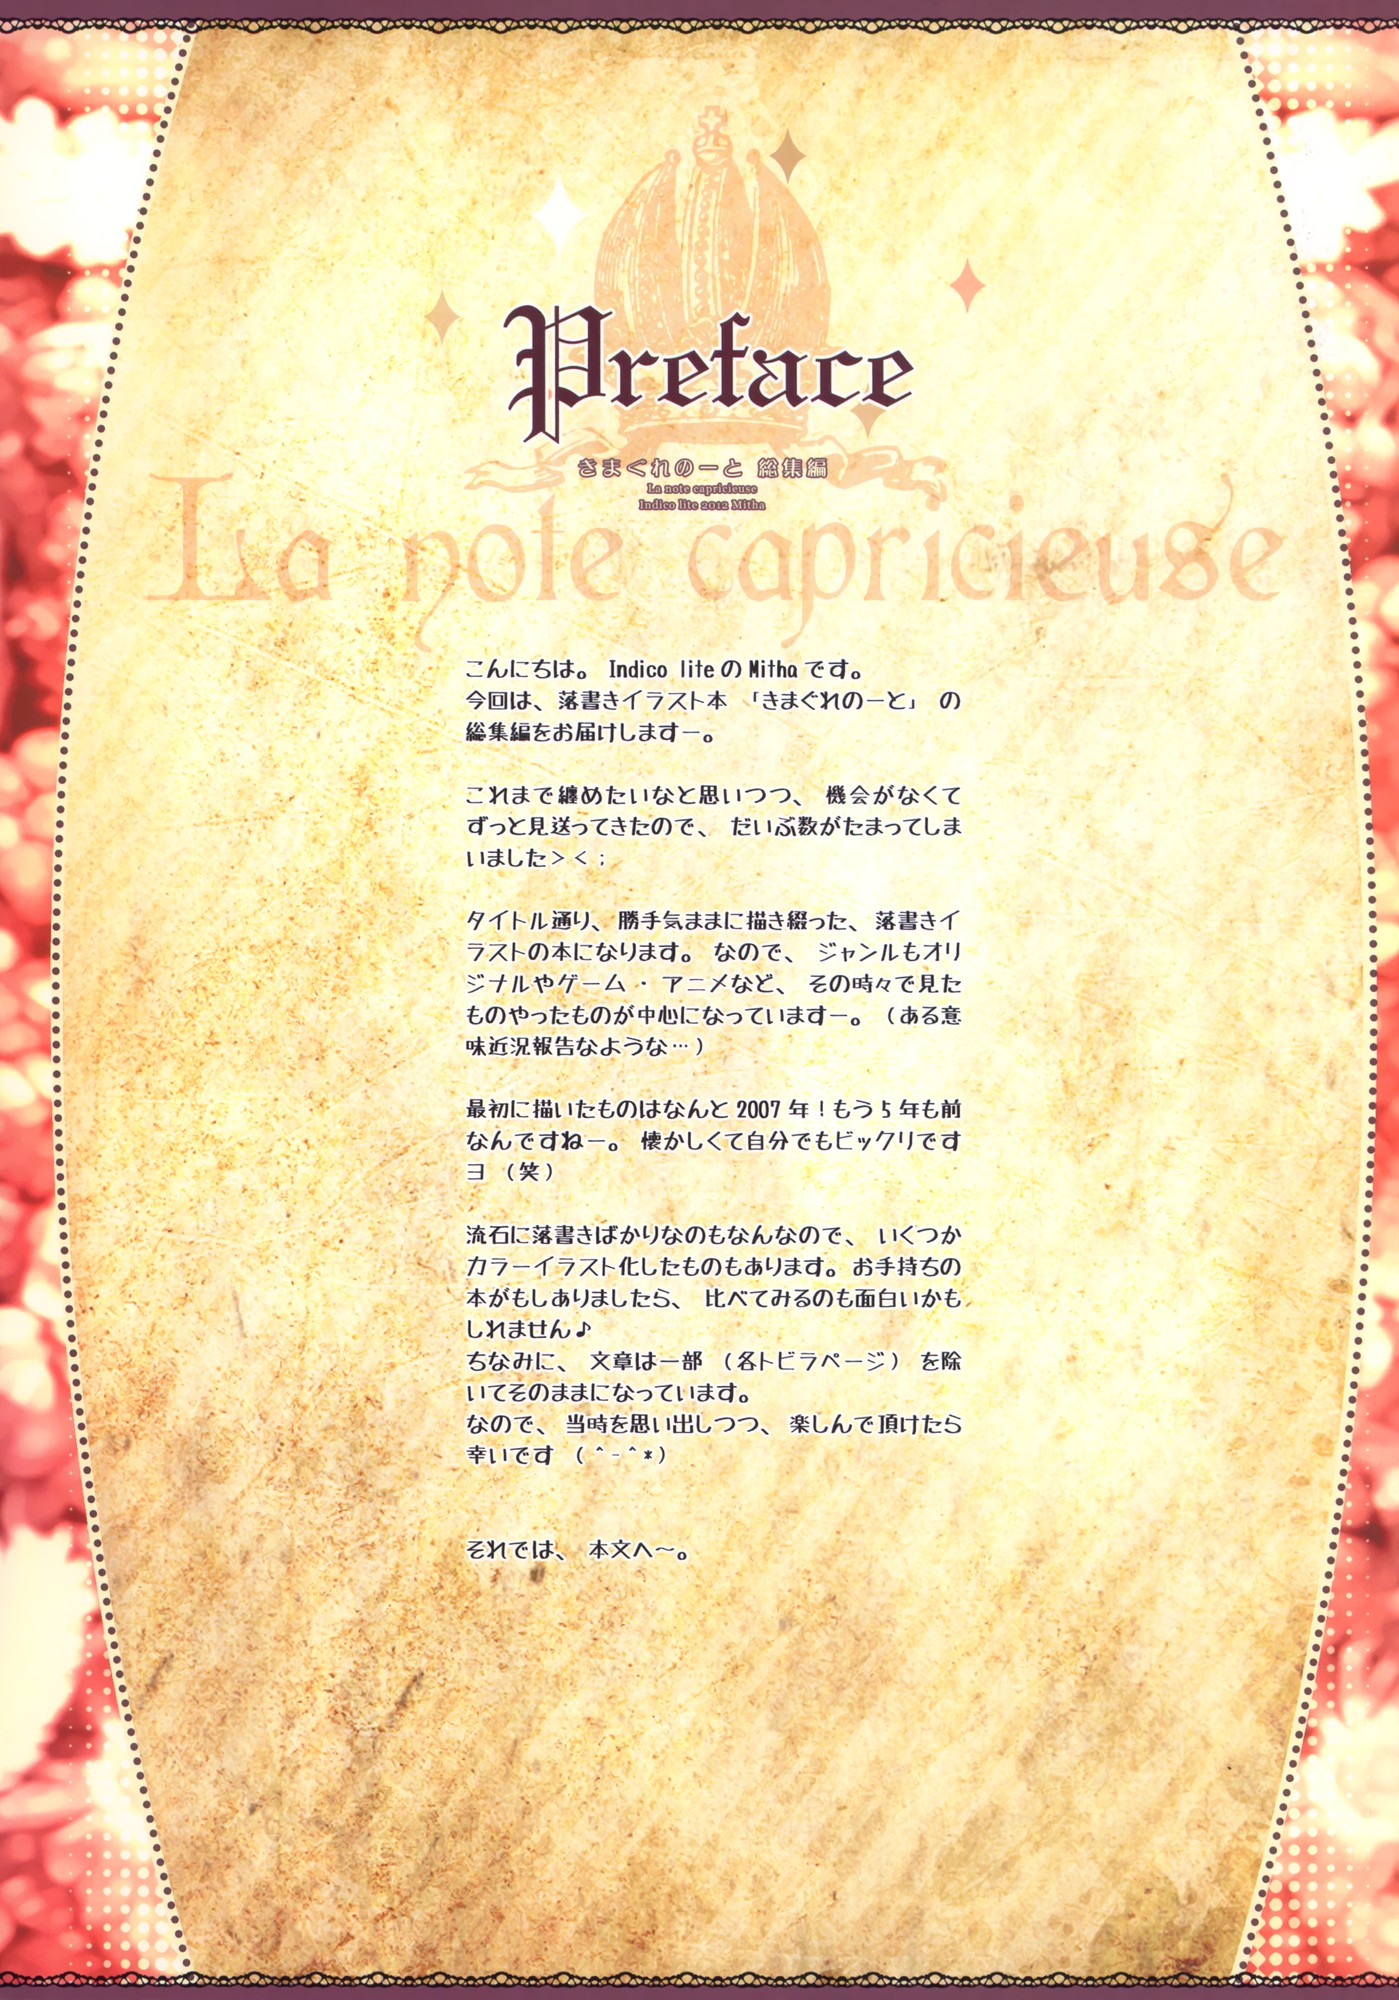 Preface
きまぐれのーと 総集編
La note capricieuse
Indico lite 2012 Mitha
La note capricieuse
こんにちは。 Indico liteのMithaです。
今回は、落書きイラスト本 「きまぐれのーと」 の
総集編をお届けしますー。
これまで纏めたいなと思いつつ、 機会がなくて
ずっと見送ってきたので、 だいぶ数がたまってしま
いました＞＜；
タイトル通り、 勝手気ままに描き綴った、 落書きイ
ラストの本になります。 なので、 ジャンルもオリ
ジナルやゲーム ・ アニメなど、 その時々で見た
ものやったものが中心になっていますー。（ある意
味近況報告なような…）
最初に描いたものはなんと 2007 年！もう 5 年も前
なんですねー。 懐かしくて自分でもビックリです
ヨ （笑）
流石に落書きばかりなのもなんなので、 いくつか
カラーイラスト化したものもあります。お手持ちの
本がもしありましたら、 比べてみるのも面白いかも
しれません♪
ちなみに、 文章は一部 （各トビラページ） を除
いてそのままになっています。
なので、 当時を思い出しつつ、 楽しんで頂けたら
幸いです （＾－＾*）
それでは、 本文へ～。